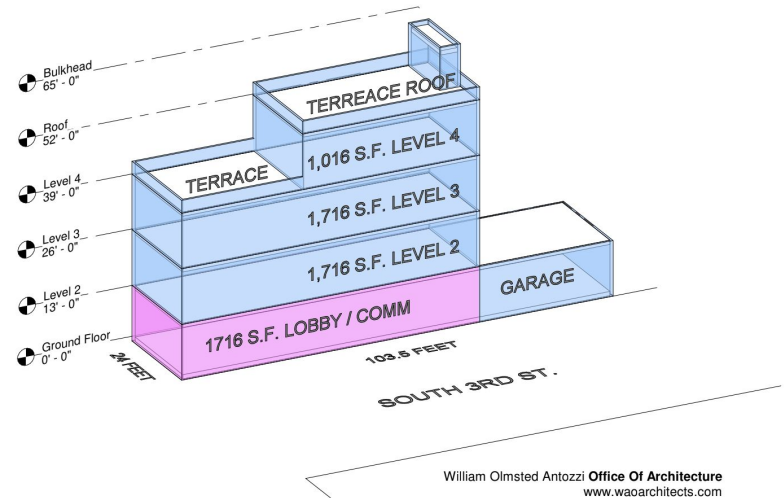 Bulkhead
65' - 0"
Roof
52' - 0"
Level 4
39' - 0"
Level 3
26' - 0"
Level 2
13' - 0"
Ground Floor
0' - 0"
TERREACE ROOF
1,016 S.F. LEVEL 4
TERRACE
1,716 S.F. LEVEL 3
1,716 S.F. LEVEL 2
GARAGE
1716 S.F. LOBBY / COMM
24 FEET
103.5 FEET
SOUTH 3RD ST.
William Olmsted Antozzi Office Of Architecture
www.waoarchitects.com